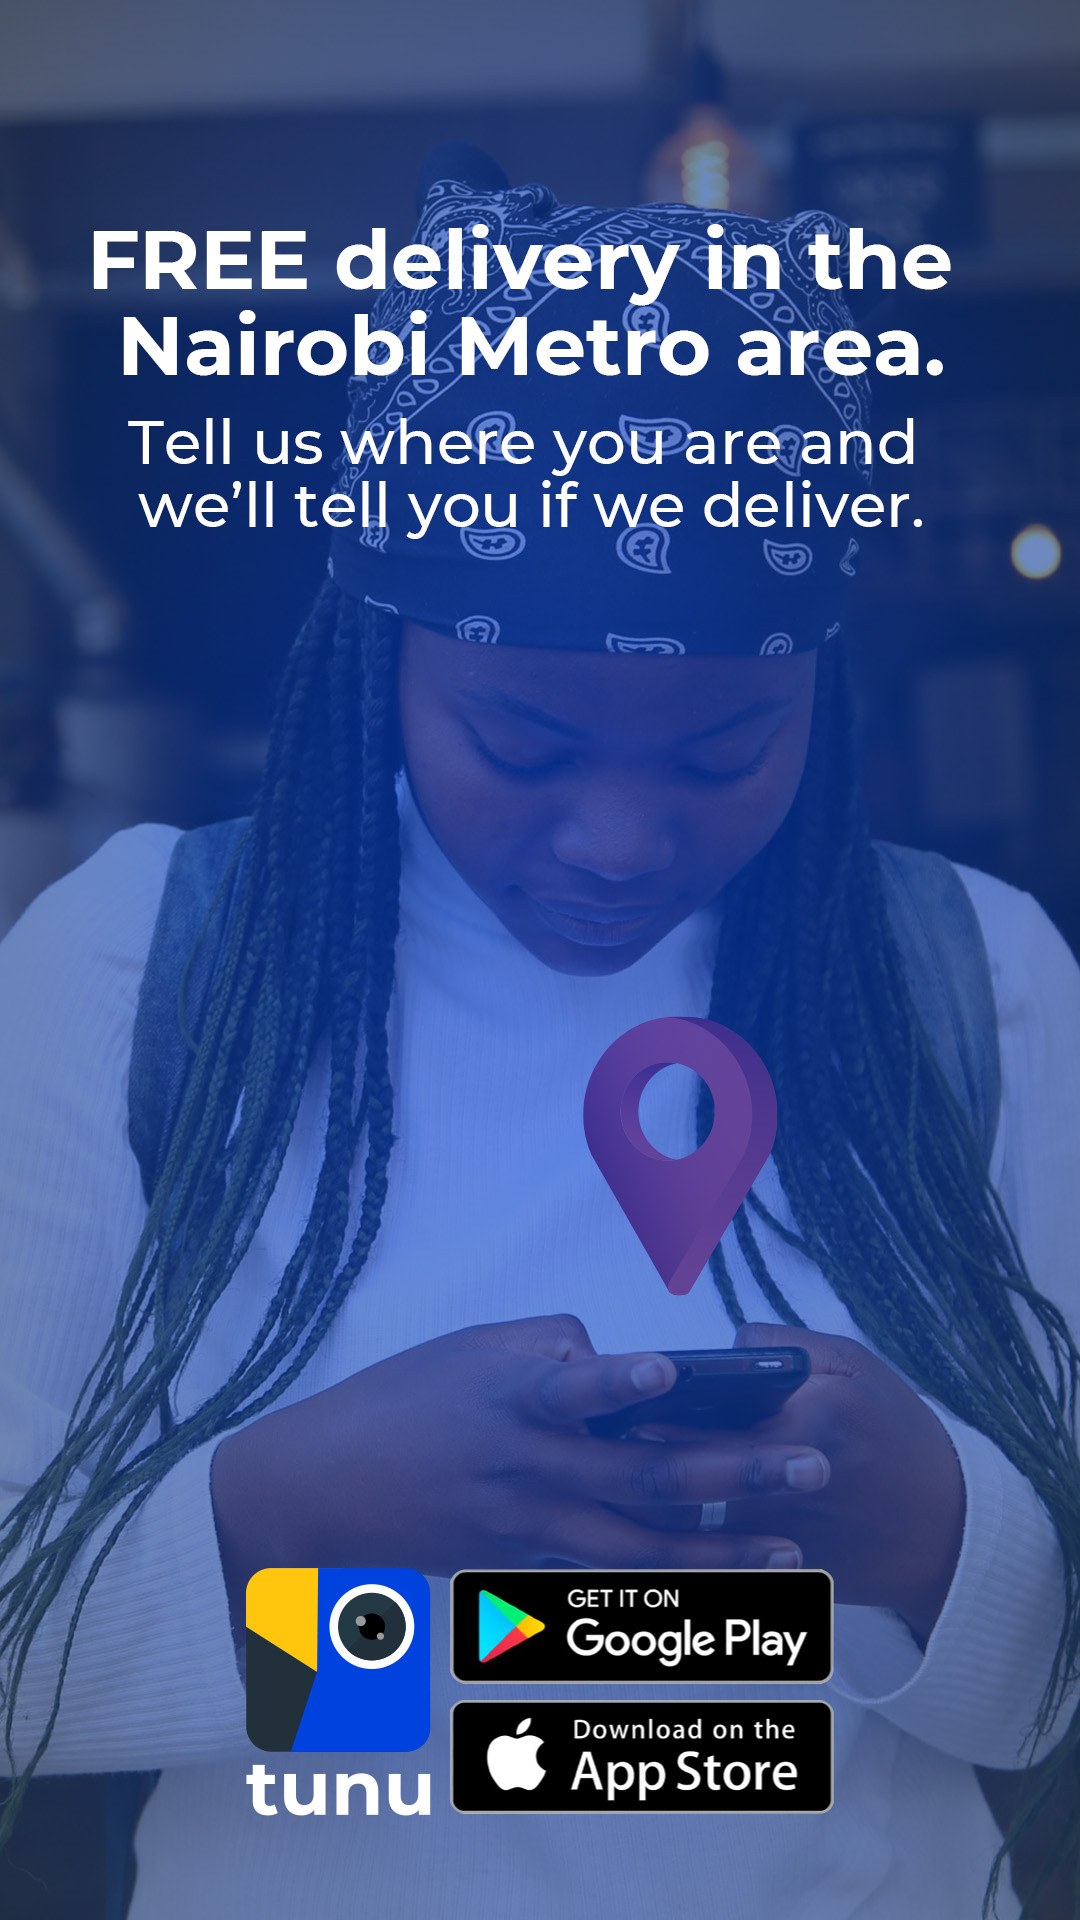 FREE delivery in the
Nairobi Metro area.
Tell us where you are and
we’ll tell you if we deliver.
GET IT ON
Google Play
Download on the
App Store
tunu